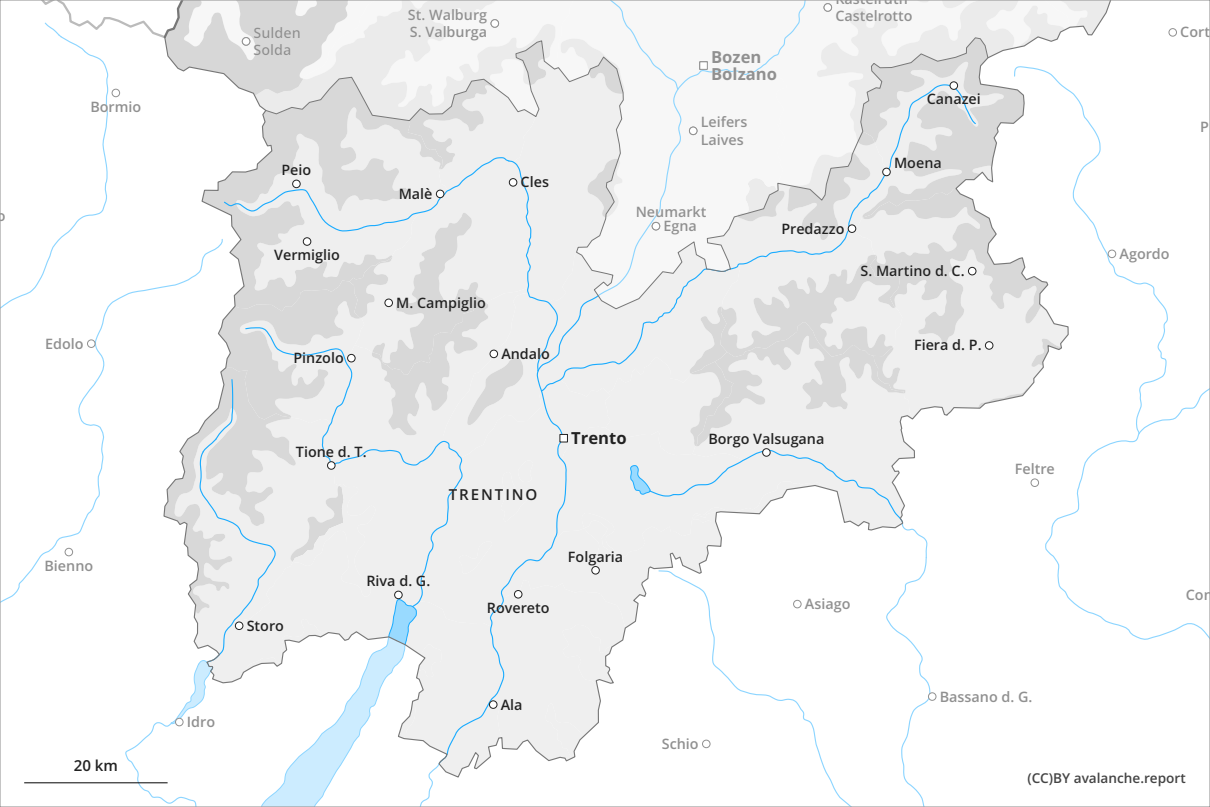 St. Walburg
S. Valburga
Kastelruth
Castelrotto
Sulden
Solda
Cort
Bozen
Bolzano
Bormio
Canazei
Leifers
Laives
P
Moena
Peio
Malè
Cles
Neumarkt
Egna
Predazzo
Vermiglio
Agordo
S. Martino d. C.
M. Campiglio
Edolo
Pinzolo
Andalo
Fiera d. P.
Trento
Borgo Valsugana
Tione d. T.
Feltre
TRENTINO
Bienno
Folgaria
Riva d. G.
Rovereto
Asiago
Cor
Storo
Ala
Bassano d. G.
Idro
Schio
20 km
(CC)BY avalanche.report